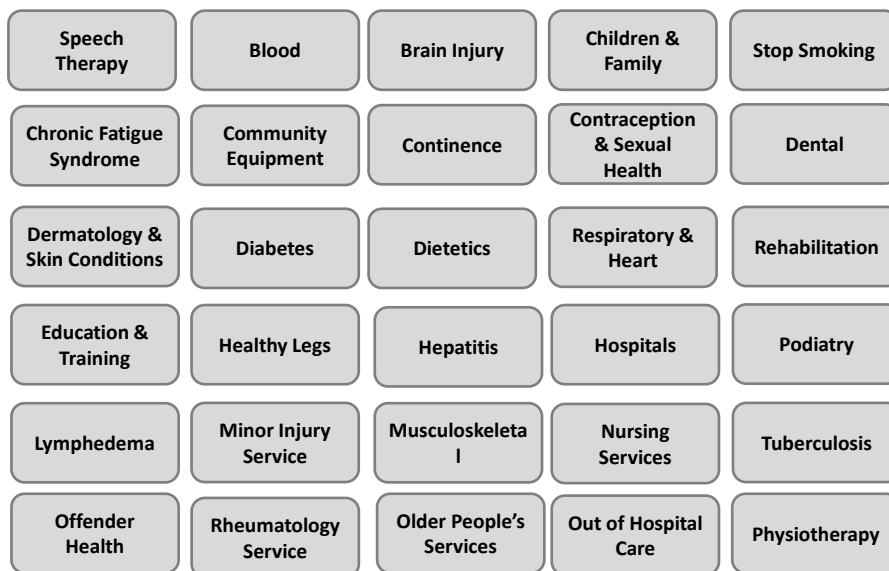 Speech
Therapy
Blood
Brain Injury
Children &
Family
Stop Smoking
Chronic Fatigue
Syndrome
Community
Equipment
Continence
Contraception
& Sexual
Health
Dental
Dermatology &
Skin Conditions
Diabetes
Dietetics
Respiratory &
Heart
Rehabilitation
Education &
Training
Healthy Legs
Hepatitis
Hospitals
Podiatry
Lymphedema
Minor Injury
Service
Musculoskeleta
l
Nursing
Services
Tuberculosis
Offender
Health
Rheumatology
Service
Older People’s
Services
Out of Hospital
Care
Physiotherapy